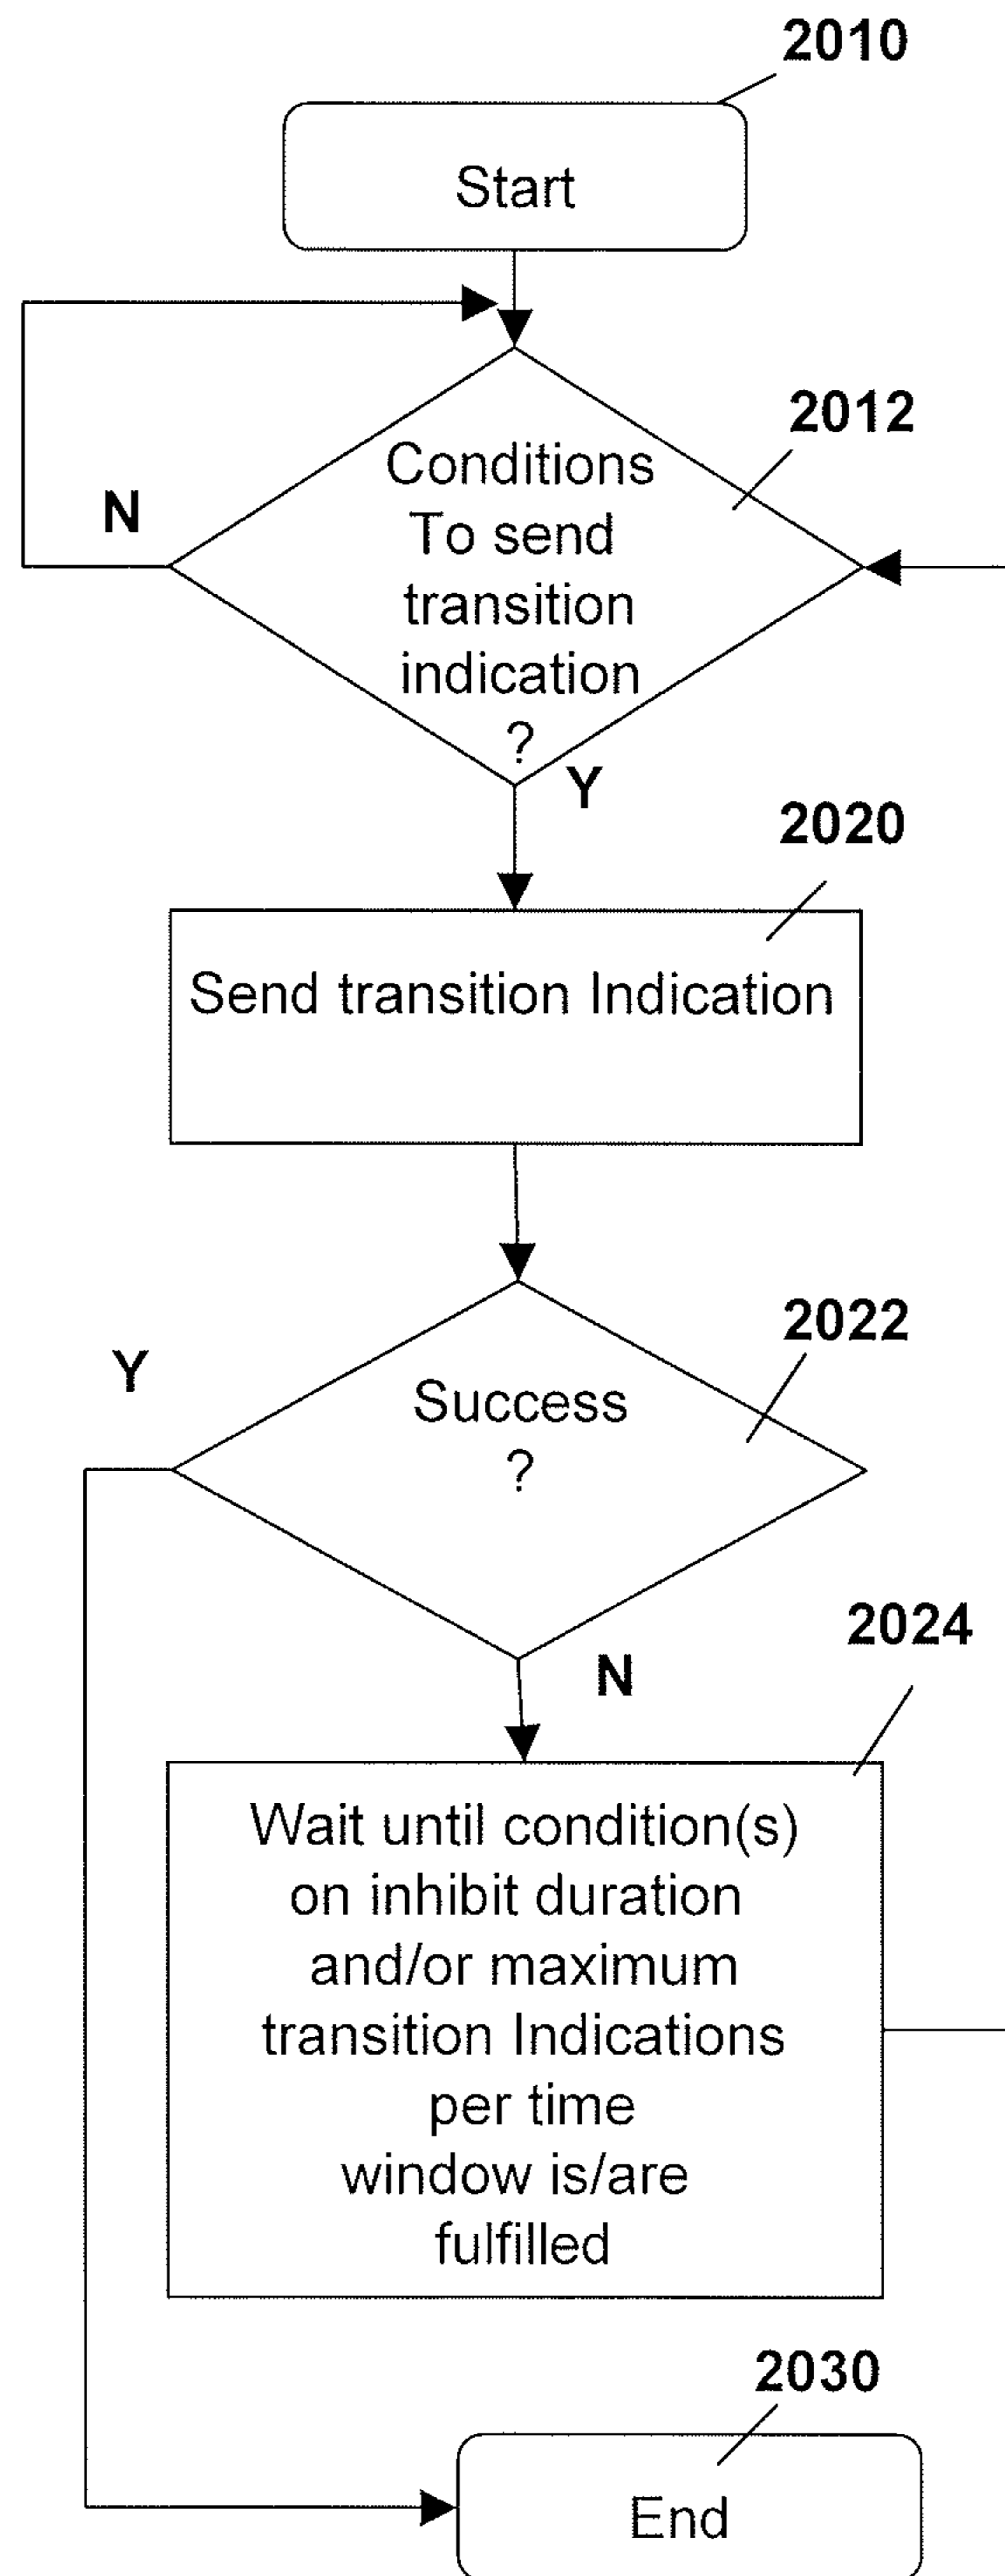 2010
Start
2012
Conditions
To send
transition
indication
?
N
Y
2020
Send transition Indication
2022
Success
?
Y
N
2024
Wait until condition(s)
on inhibit duration
and/or maximum
transition Indications
per time
window is/are
fulfilled
2030
End